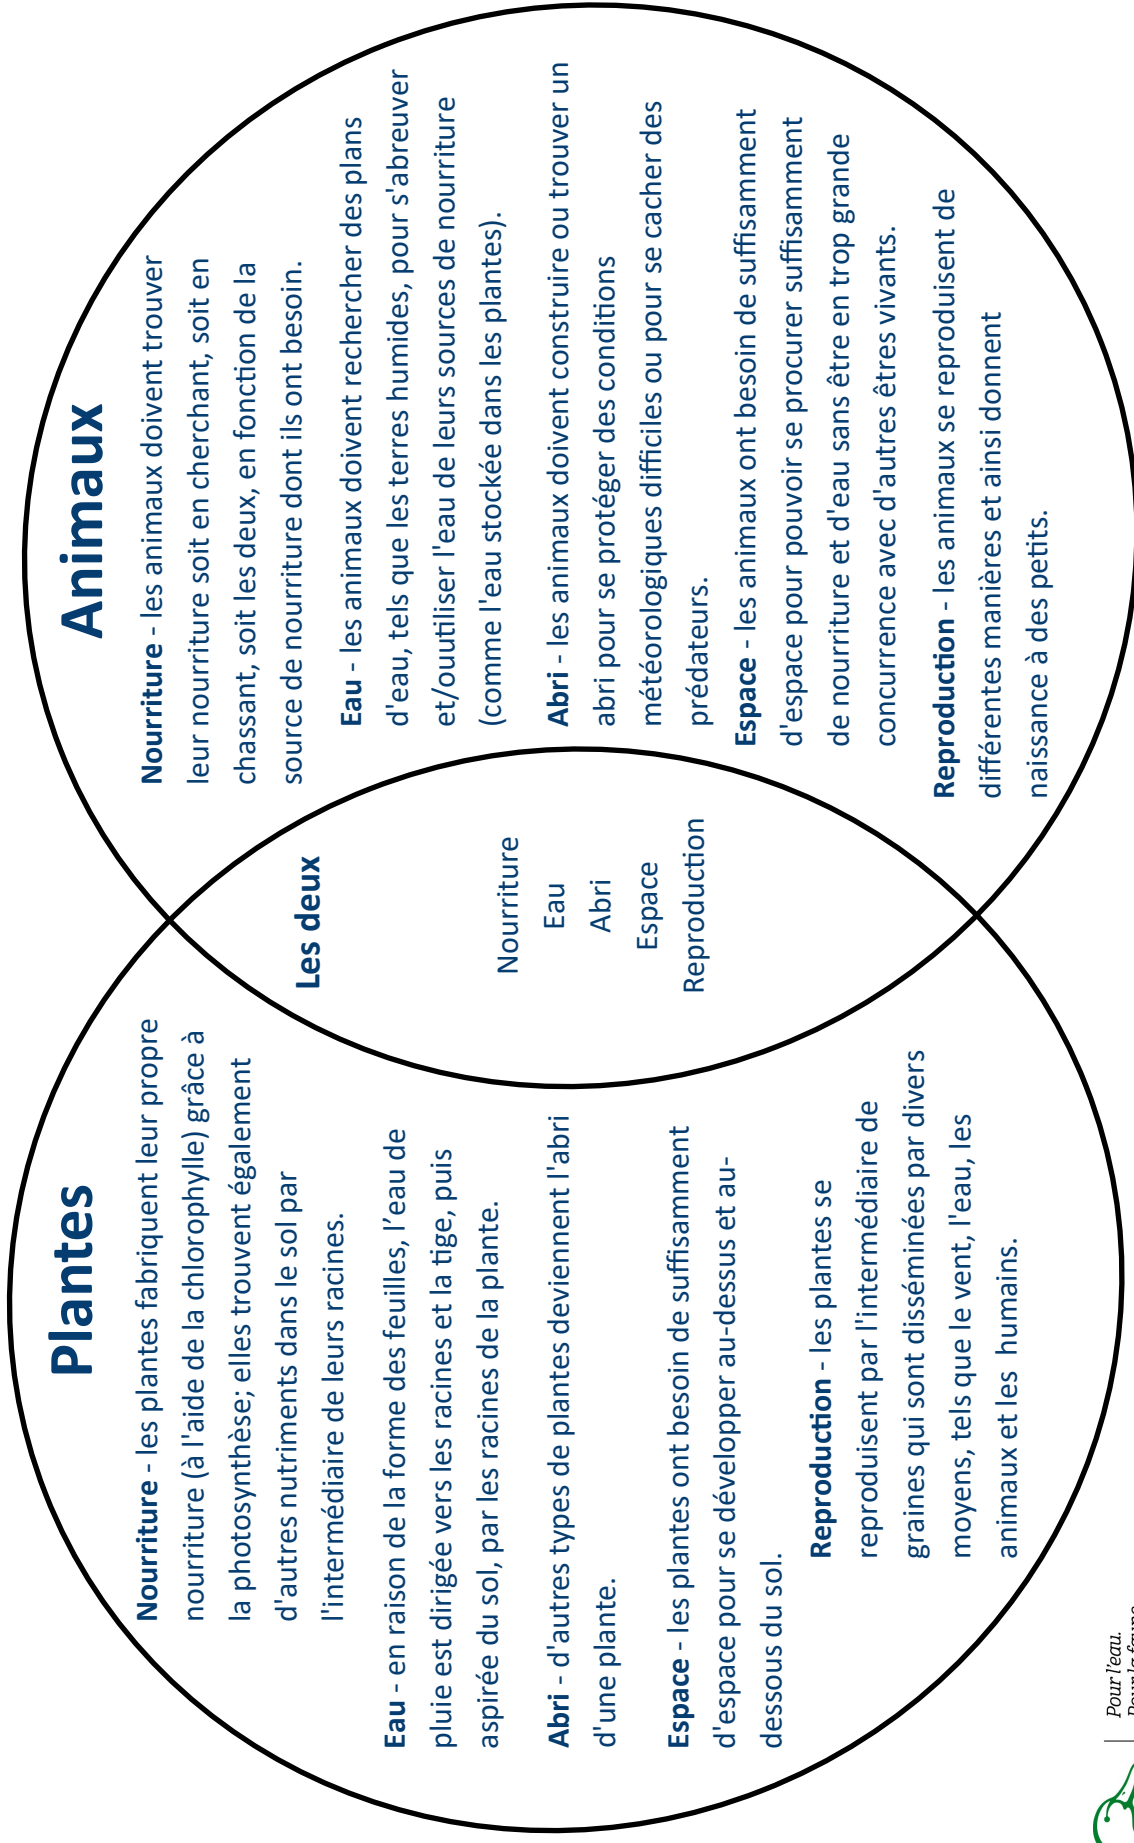 Plantes
Nourriture - les plantes fabriquent leur propre
nourriture (à l'aide de la chlorophylle) grâce à
la photosynthèse; elles trouvent également
d'autres nutriments dans le sol par
l'intermédiaire de leurs racines.
Eau - en raison de la forme des feuilles, l’eau de
pluie est dirigée vers les racines et la tige, puis
aspirée du sol, par les racines de la plante.
Abri - d'autres types de plantes deviennent l'abri
d'une plante.
Espace - les plantes ont besoin de suffisamment
d'espace pour se développer au-dessus et au-
dessous du sol.
Reproduction - les plantes se
reproduisent par l'intermédiaire de
graines qui sont disséminées par divers
moyens, tels que le vent, l'eau, les
animaux et les humains.
Les deux
Nourriture
Eau
Abri
Espace
Reproduction
Animaux
Nourriture - les animaux doivent trouver
leur nourriture soit en cherchant, soit en
chassant, soit les deux, en fonction de la
source de nourriture dont ils ont besoin.
Eau - les animaux doivent rechercher des plans
d'eau, tels que les terres humides, pour s'abreuver
et/ouutiliser l'eau de leurs sources de nourriture
(comme l'eau stockée dans les plantes).
Abri - les animaux doivent construire ou trouver un
abri pour se protéger des conditions
météorologiques difficiles ou pour se cacher des
prédateurs.
Espace - les animaux ont besoin de suffisamment
d'espace pour pouvoir se procurer suffisamment
de nourriture et d'eau sans être en trop grande
concurrence avec d'autres êtres vivants.
Reproduction - les animaux se reproduisent de
différentes manières et ainsi donnent
naissance à des petits.
Pour l'eau.
Pour la faune.